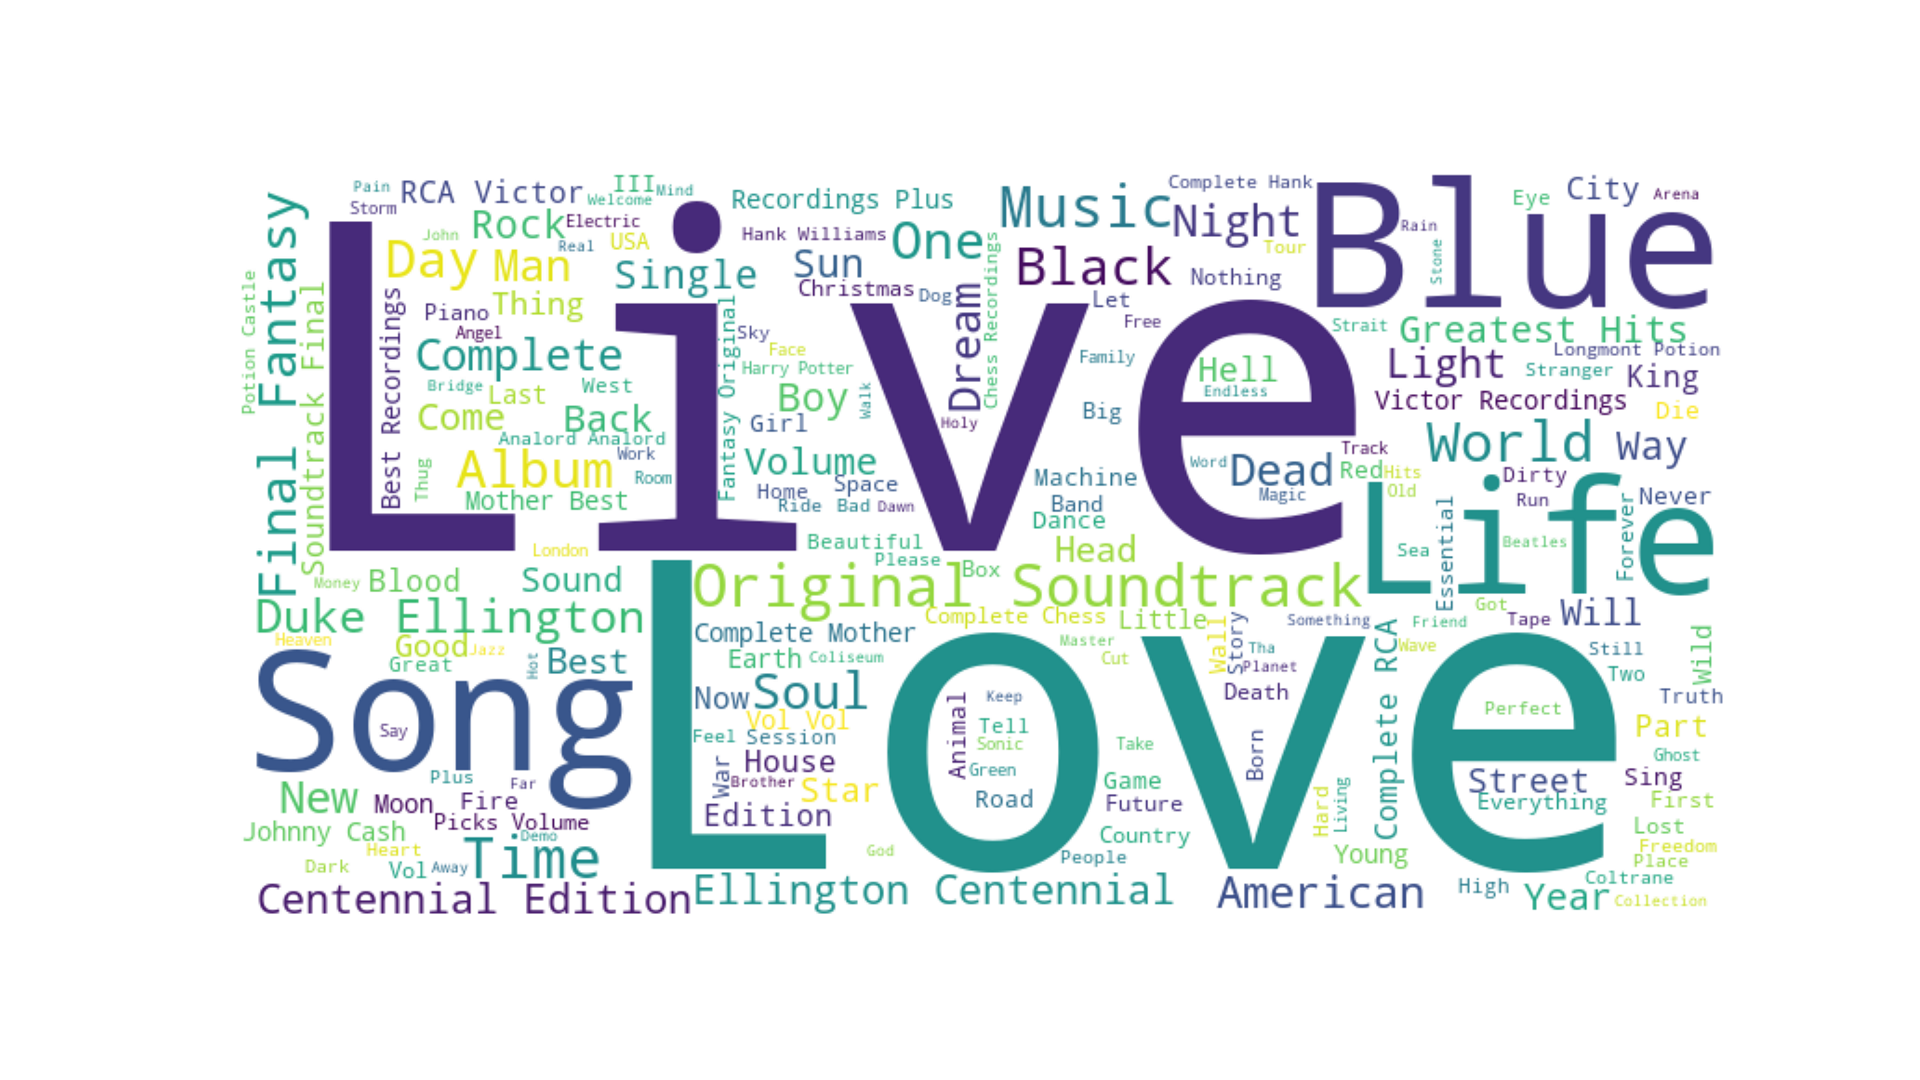 Pain
RCA Victor
III
Mind
Welcome
Storm
Recordings Plus
Music
Complete Hank
Blue
Eye
City
Arena
Final Fantasy
John
Rock
Electric
Real
USA
Hank Williams
One
Night
Tour
Rain
Stone
Day
Man
Single
Sun
Black
Nothing
Live
Potion Castle
Soundtrack Final
Best Recordings
Piano
Thing
Angel
Christmas
Dog
Dream
Chess Recordings
Let
Free
Strait
Greatest Hits
Complete
Fantasy Original
Sky
Face
Harry Potter
Family
Hell
Endless
Light
Longmont Potion
Stranger
King
Bridge
Last
West
Boy
Walk
Big
Victor Recordings
Die
Come
Back
Girl
Holy
Analord Analord
Work
Album
Room
Thug
Mother Best
Volume
Home
Space
Ride
Bad
Dawn
Machine
Band
Dance
Word
Dead
Magic
Track
Red
Hits
Old
World
Way
Dirty
Run
Never
Life
London
Beautiful
Please
Head
Sea
Essential
Beatles
Forever
Money
Blood
Sound
Original Soundtrack
Box
Duke Ellington
Complete Chess
Little
Something
Got
Friend
Tape
Will
Heaven
Good
Jazz
Great
Hot
Best
Complete Mother
Earth
Coliseum
Master
Cut
Wall
Story
Tha
Planet
Death
Complete RCA
Wave
Still
Two
Wild
Truth
Song
Say
Love
Now
Soul
Vol Vol
Feel
Session
Animal
Keep
Tell
Sonic
Green
Road
Take
Born
Perfect
Part
Ghost
Plus
Far
War
House
Brother
Star
Game
Future
Hard
Living
Street
Everything
Sing
First
New
Moon
Fire
Picks Volume
Edition
Country
Lost
Johnny Cash
Demo
Heart
Time
God
People
Young
Freedom
Place
Dark
Vol
Away
Coltrane
Centennial Edition
Ellington Centennial
American
High
Year
Collection